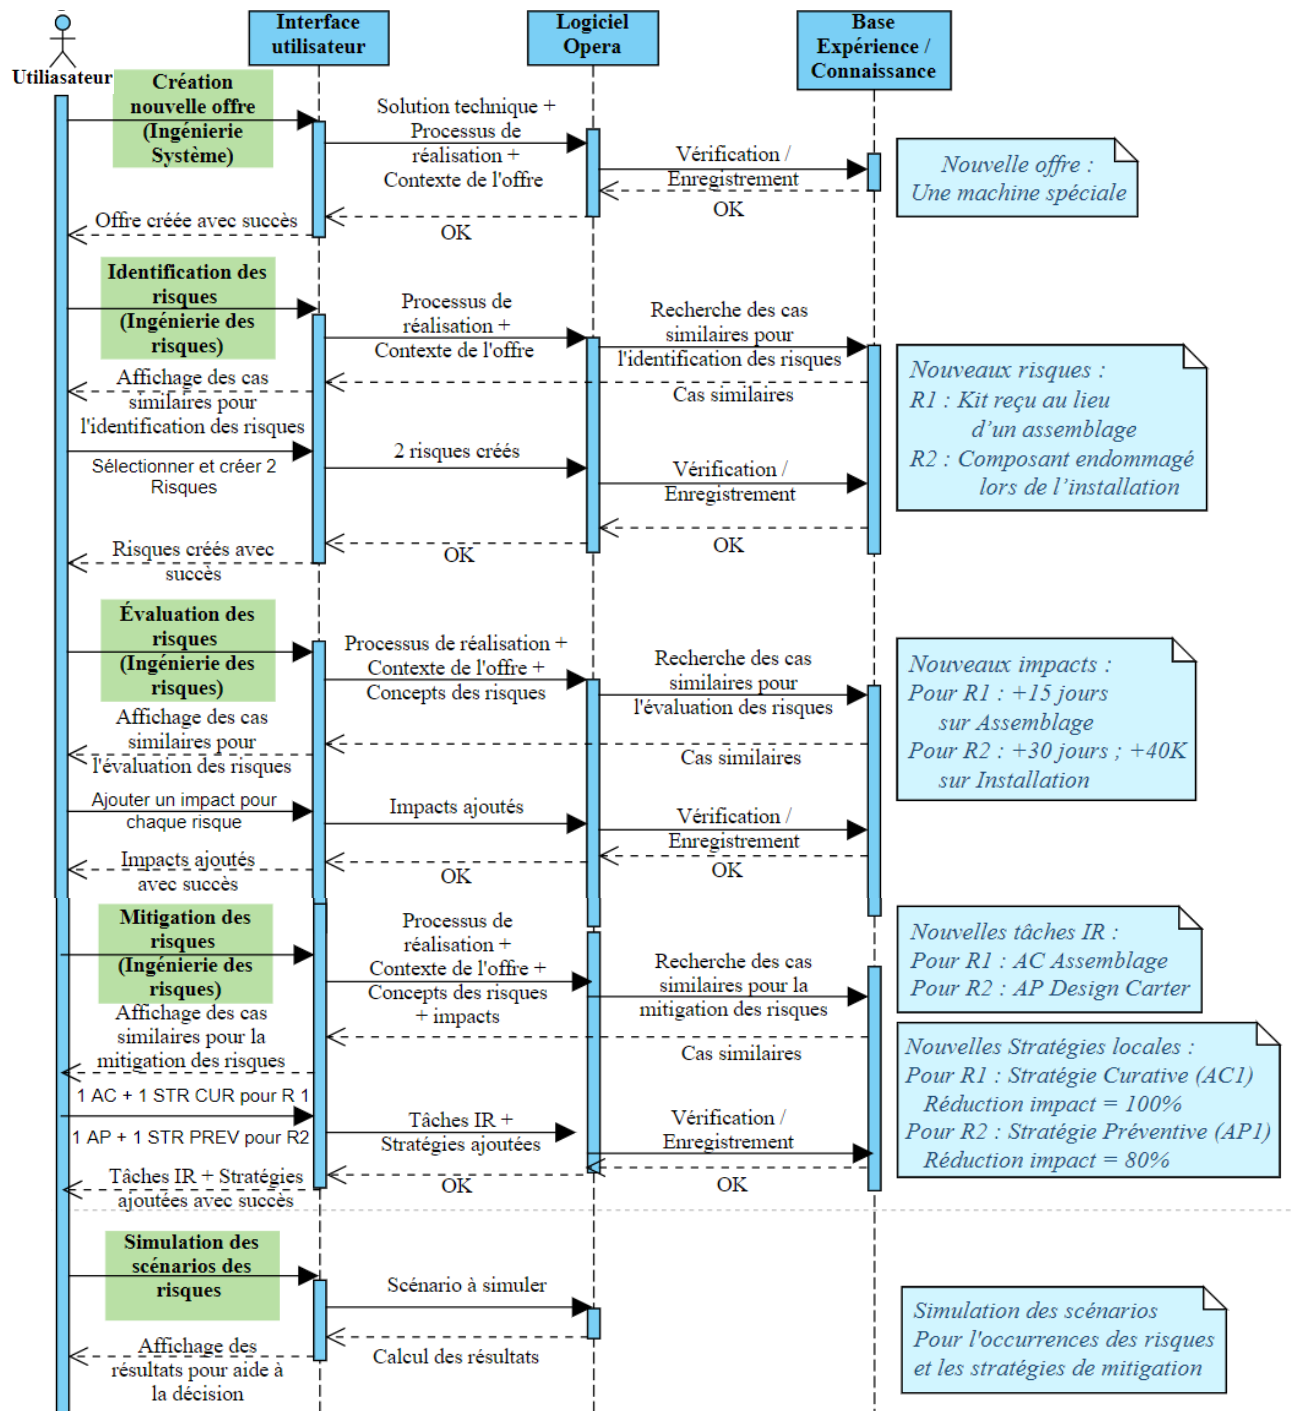 Interface
utilisateur
Logiciel
Opera
Base
Expérience /
Connaissance
Utiliasateur
Création
nouvelle offre
(Ingénierie
Système)
Solution technique +
Processus de
réalisation +
Contexte de l'offre
Vérification /
Enregistrement
OK
OK
Offre créée avec succès
Nouvelle offre :
Une machine spéciale
Identification des
risques
(Ingénierie des
risques)
Processus de
réalisation +
Contexte de l'offre
Recherche des cas
similaires pour
l'identification des risques
Cas similaires
Affichage des cas
similaires pour
l'identification des risques
Sélectionner et créer 2
Risques
2 risques créés
Vérification /
Enregistrement
OK
OK
Risques créés avec
succès
Nouveaux risques :
R1 : Kit reçu au lieu
d’un assemblage
R2 : Composant endommagé
lors de l’installation
Évaluation des
risques
(Ingénierie des
risques)
Processus de réalisation +
Contexte de l'offre +
Concepts des risques
Recherche des cas
similaires pour
l'évaluation des risques
Cas similaires
Affichage des cas
similaires pour
l'évaluation des risques
Ajouter un impact pour
chaque risque
Impacts ajoutés
Vérification /
Enregistrement
OK
OK
Impacts ajoutés
avec succès
Nouveaux impacts :
Pour R1 : +15 jours
sur Assemblage
Pour R2 : +30 jours ; +40K
sur Installation
Mitigation des
risques
(Ingénierie des
risques)
Processus de
réalisation +
Contexte de l'offre +
Concepts des risques
+ impacts
Recherche des cas
similaires pour la
mitigation des risques
Cas similaires
Affichage des cas
similaires pour la
mitigation des risques
1 AC + 1 STR CUR pour R 1
1 AP + 1 STR PREV pour R2
Tâches IR +
Stratégies ajoutées
Vérification /
Enregistrement
OK
OK
Tâches IR + Stratégies
ajoutées avec succès
Nouvelles tâches IR :
Pour R1 : AC Assemblage
Pour R2 : AP Design Carter
Nouvelles Stratégies locales :
Pour R1 : Stratégie Curative (AC1)
Réduction impact = 100%
Pour R2 : Stratégie Préventive (AP1)
Réduction impact = 80%
Simulation des
scénarios des
risques
Scénario à simuler
Calcul des résultats
Affichage des
résultats pour aide à
la décision
Simulation des scénarios
Pour l'occurrences des risques
et les stratégies de mitigation